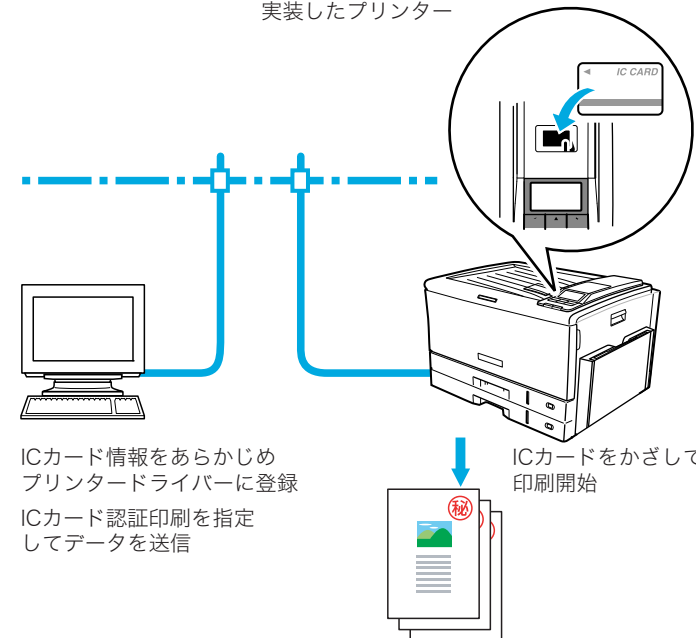 実装したプリンター
IC CARD
ICカード情報をあらかじめ
プリンタードライバーに登録
ICカード認証印刷を指定
してデータを送信
ICカードをかざして
印刷開始
秘